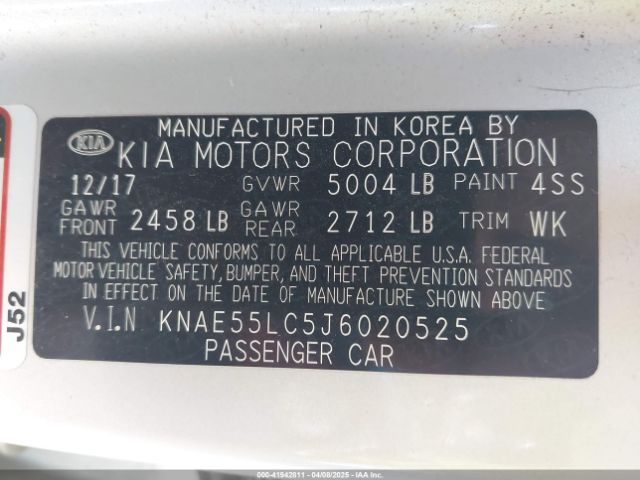 MANUFACTURED IN KOREA BY
KIA KIA MOTORS CORPORATION
12/17 GVWR 5004 LB PAINT 4SS
GAWR FRONT 2458 LB GAWR REAR 2712 LB TRIM WK
THIS VEHICLE CONFORMS TO ALL APPLICABLE U.S.A. FEDERAL
MOTOR VEHICLE SAFETY, BUMPER, AND THEFT PREVENTION STANDARDS
IN EFFECT ON THE DATE OF MANUFACTURE SHOWN ABOVE
V.I.N KNAE55LC5J6020525
PASSENGER CAR
J52
000-41942611 - 04/08/2025 - IAA Inc.